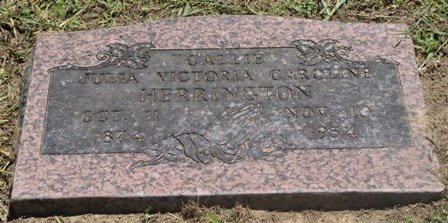 "CALLIE"
JULIA VICTORIA CAROLINE
HERRINGTON
OCT. 11 NOV. 10
1874 1954